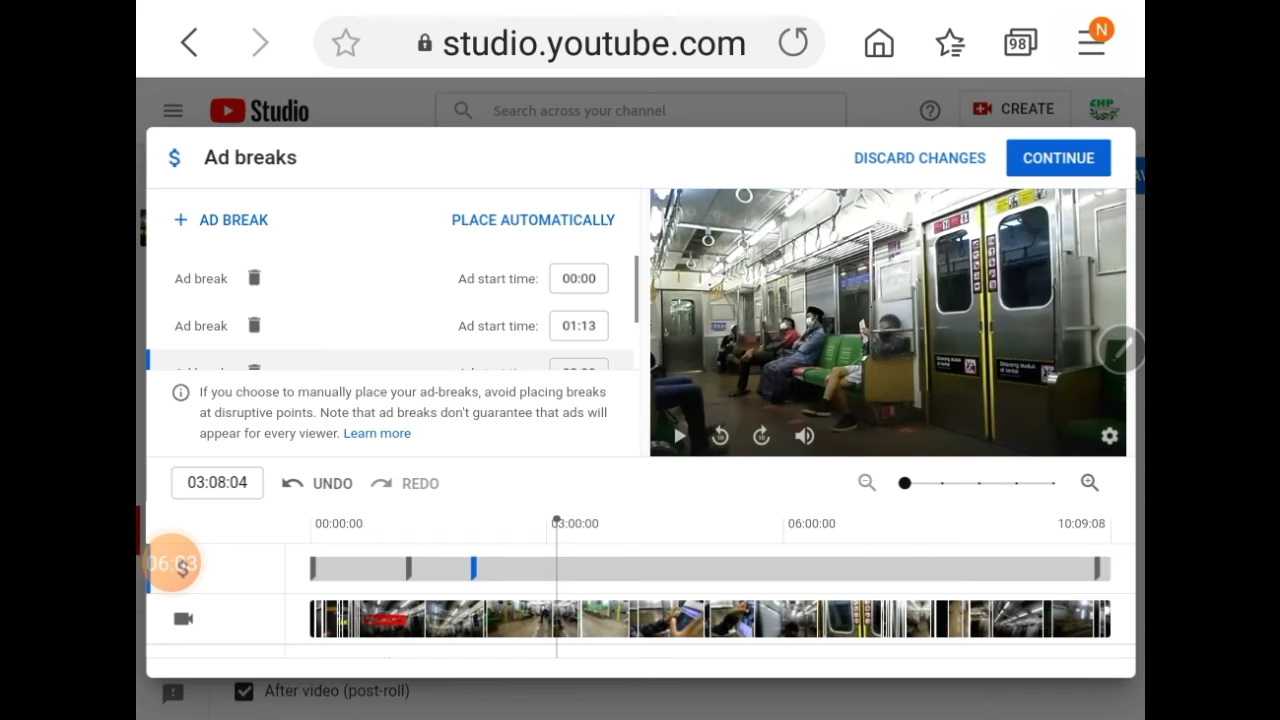 studio.youtube.com
98
N
Studio
Search across your channel
CREATE
CHP
Ad breaks
DISCARD CHANGES
CONTINUE
+ AD BREAK
PLACE AUTOMATICALLY
Ad break
Ad start time:
00:00
Ad break
Ad start time:
01:13
If you choose to manually place your ad-breaks, avoid placing breaks
at disruptive points. Note that ad breaks don't guarantee that ads will
appear for every viewer. Learn more
03:08:04
UNDO
REDO
00:00:00
03:00:00
06:00:00
10:09:08
$
After video (post-roll)